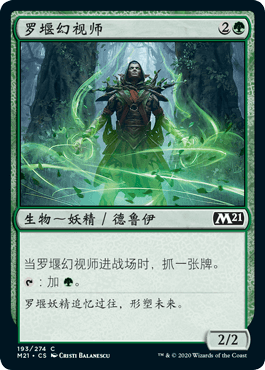 罗堰幻视师 2
生物～妖精／德鲁伊 M21
当罗堰幻视师进战场时，抓一张牌。
：加。
罗堰妖精追忆过往，形塑未来。
2/2
193/274 C
M21 • CS CRISTI BALANESCU
™ & © 2020 Wizards of the Coast